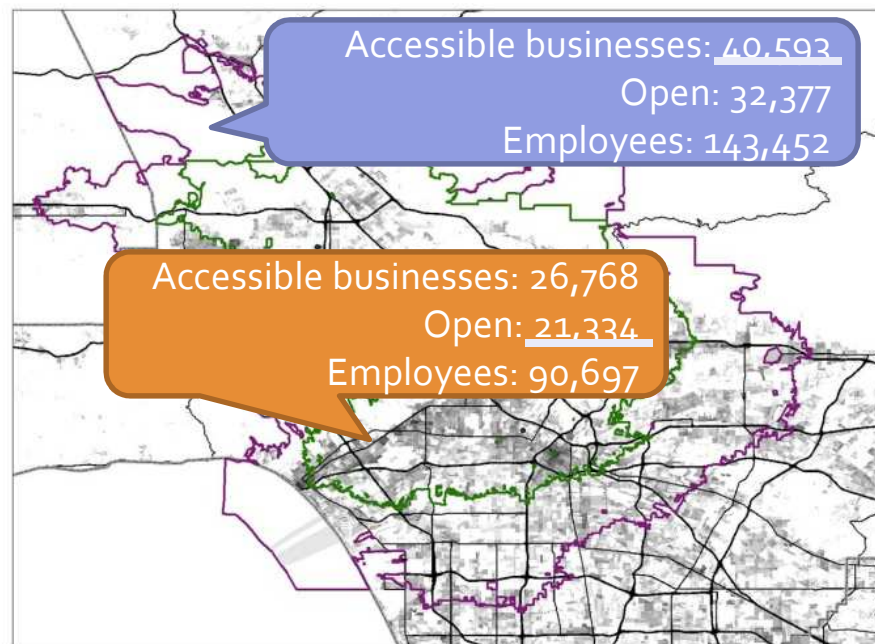 Accessible businesses: 40,593
Open: 32,377
Employees: 143,452
Accessible businesses: 26,768
Open: 21,334
Employees: 90,697